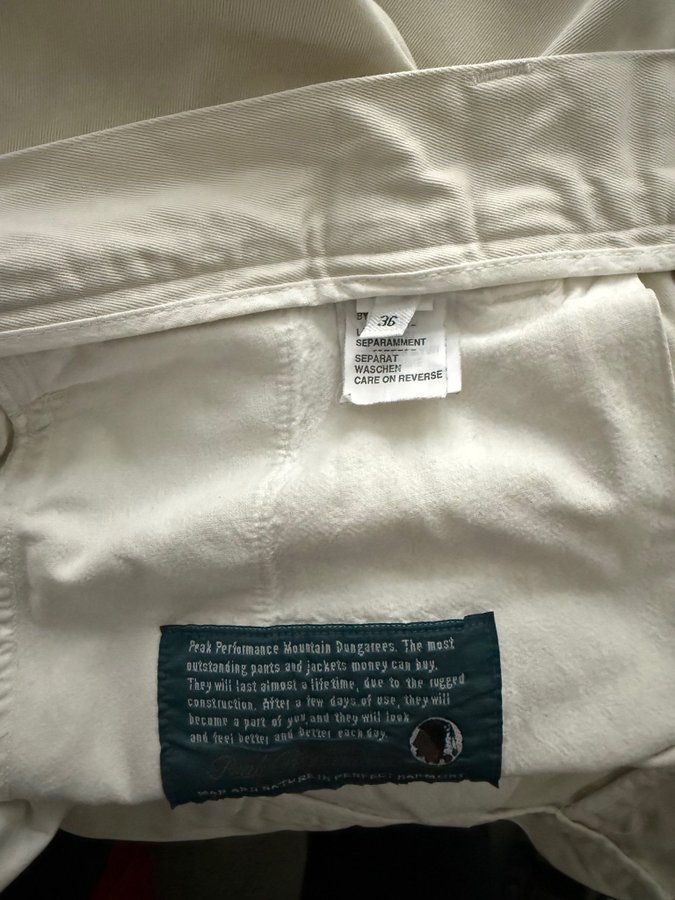 36
SEPARAMMENT
SEPARAT
WASCHEN
CARE ON REVERSE
Peak Performance Mountain Dungarees. The most
outstanding pants and jackets money can buy.
They will last almost a lifetime, due to the rugged
construction. After a few days of use, they will
become a part of you and they will look
and feel better and better each day.
Peak
MAN AND NATURE IN PERFECT HARMONY